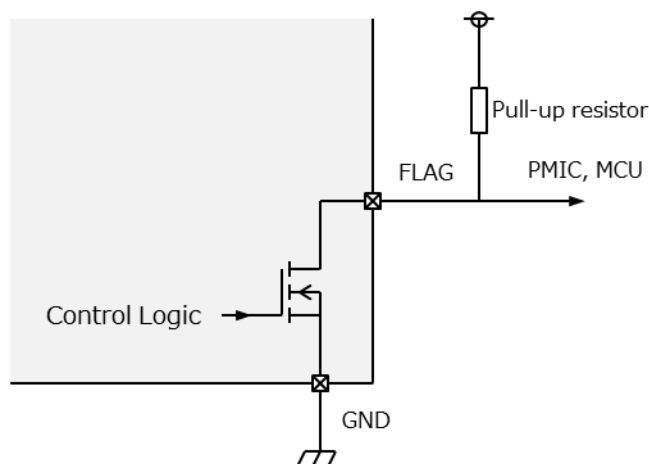 Pull-up resistor
FLAG
PMIC, MCU
Control Logic
GND